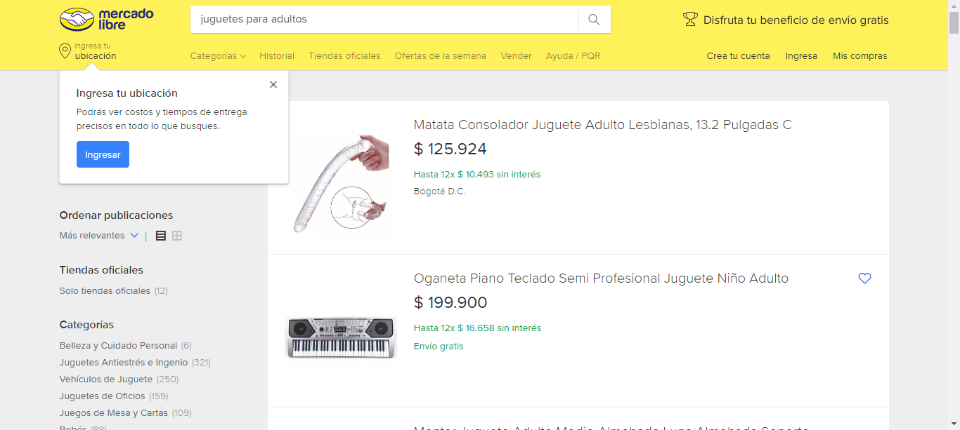 mercado
libre
juguetes para adultos
Disfruta tu beneficio de envío gratis
Ingresa tu
ubicación
Categorías
Historial
Tiendas oficiales
Ofertas de la semana
Vender
Ayuda / PQR
Crea tu cuenta
Ingresa
Mis compras
Ingresa tu ubicación
Podrás ver costos y tiempos de entrega
precisos en todo lo que busques.
Ingresar
Ordenar publicaciones
Más relevantes
Tiendas oficiales
Solo tiendas oficiales (12)
Categorías
Belleza y Cuidado Personal (6)
Juguetes Antiestrés e Ingenio (321)
Vehículos de Juguete (250)
Juguetes de Oficios (159)
Juegos de Mesa y Cartas (109)
Bebés (88)
Matata Consolador Juguete Adulto Lesbianas, 13.2 Pulgadas C
$ 125.924
Hasta 12x $ 10.493 sin interés
Bogotá D.C.
Oganeta Piano Teclado Semi Profesional Juguete Niño Adulto
$ 199.900
Hasta 12x $ 16.658 sin interés
Envío gratis